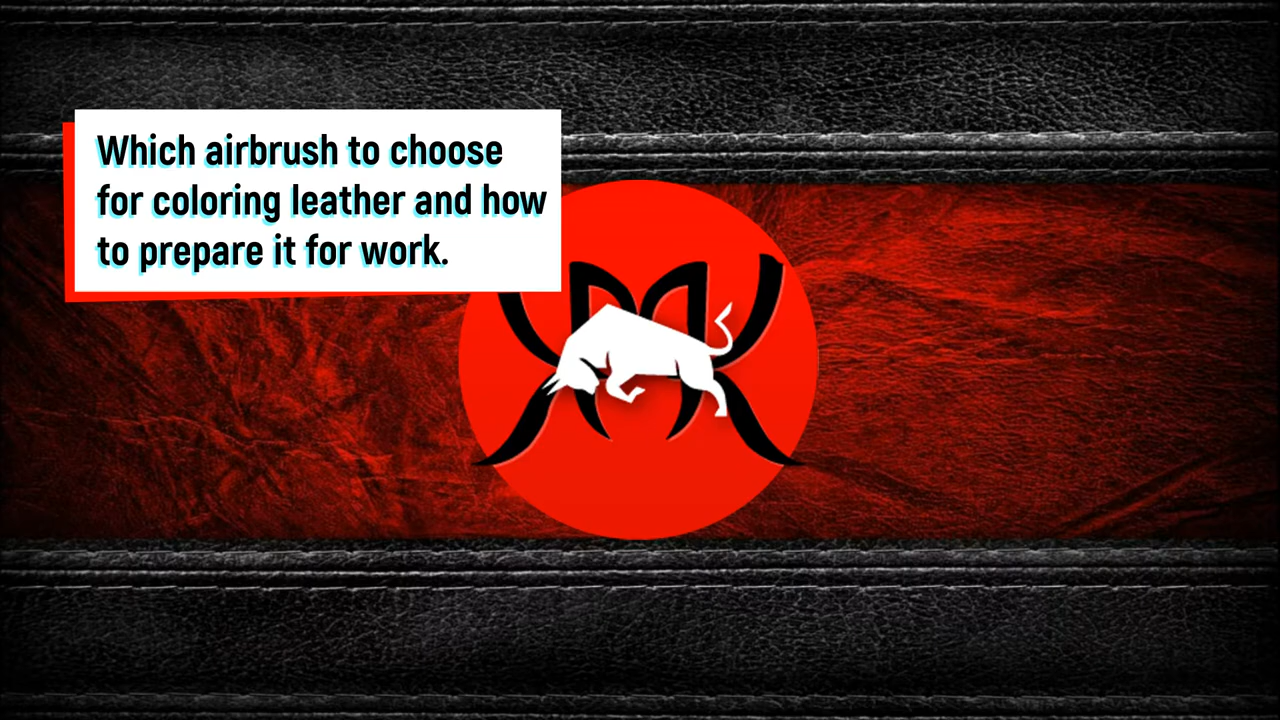 Which airbrush to choose
for coloring leather and how
to prepare it for work.